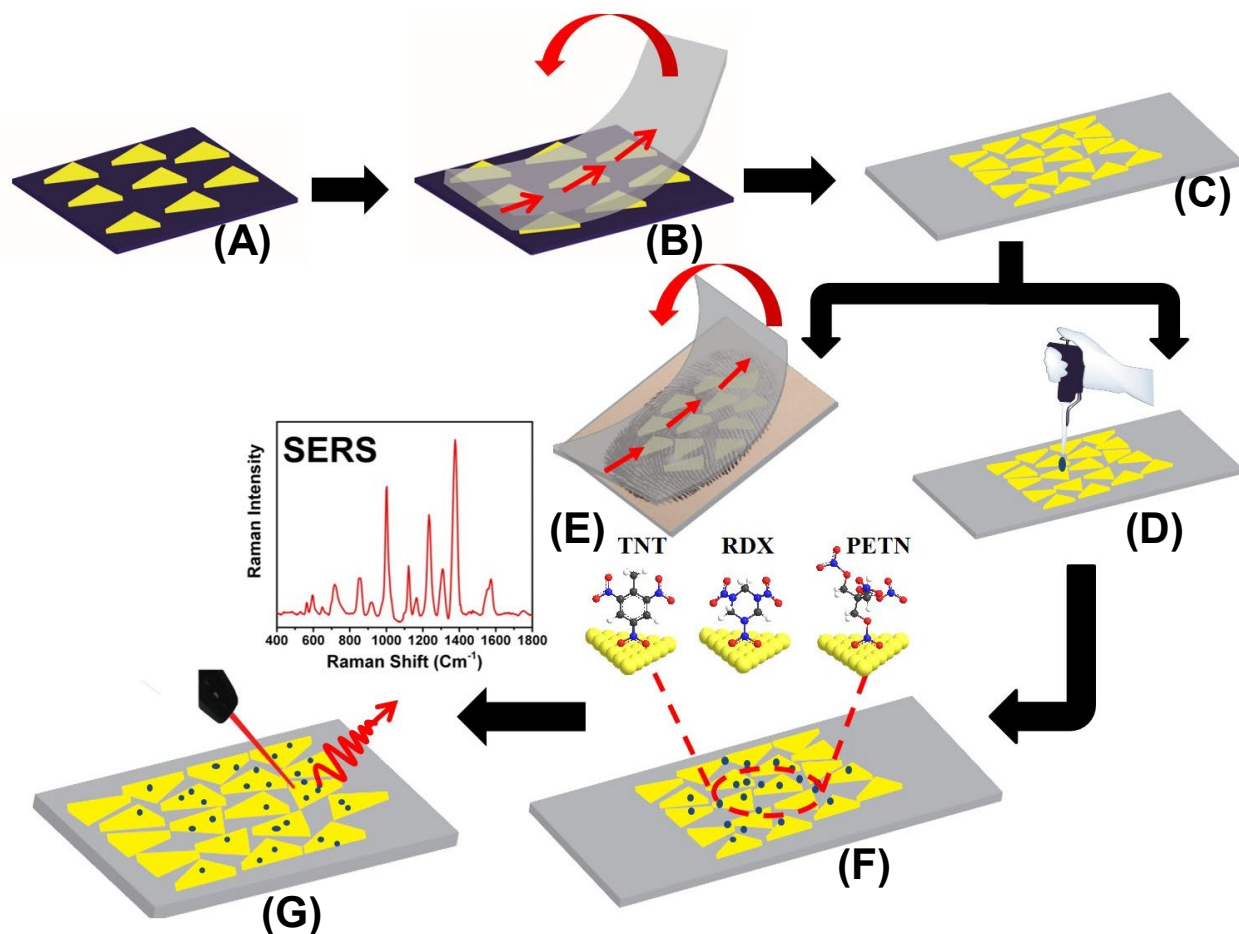 (A)
(B)
(C)
(D)
(E)
TNT RDX PETN
SERS
Raman Intensity
400 600 800 1000 1200 1400 1600 1800
Raman Shift (Cm⁻¹)
(F)
(G)